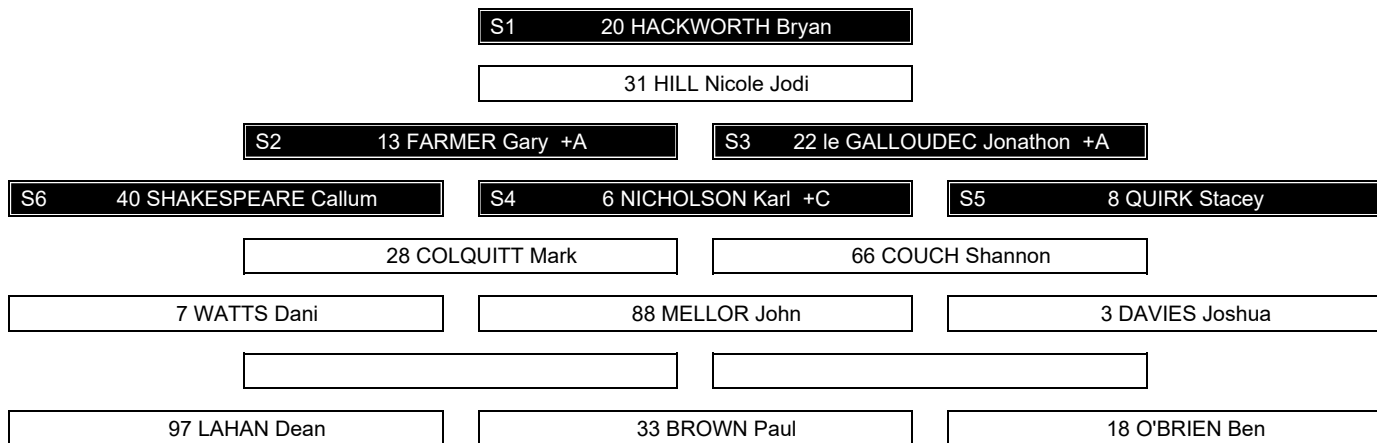 S1 20 HACKWORTH Bryan
31 HILL Nicole Jodi
S2 13 FARMER Gary +A S3 22 le GALLOUDEC Jonathon +A
S6 40 SHAKESPEARE Callum S4 6 NICHOLSON Karl +C S5 8 QUIRK Stacey
28 COLQUITT Mark 66 COUCH Shannon
7 WATTS Dani 88 MELLOR John 3 DAVIES Joshua
97 LAHAN Dean 33 BROWN Paul 18 O'BRIEN Ben